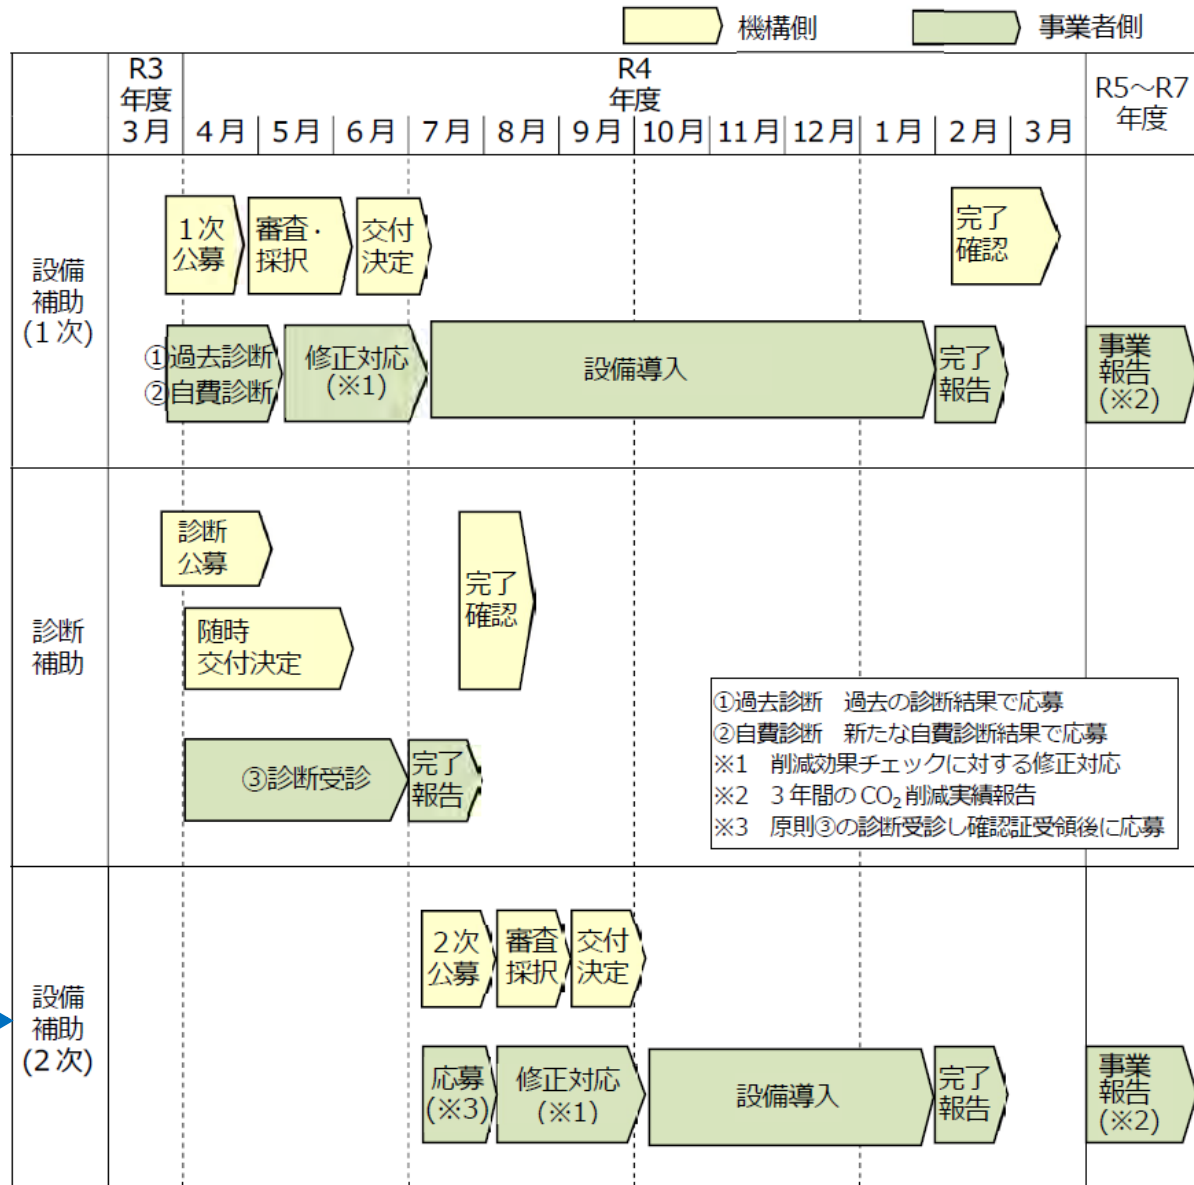 機構側
事業者側
R3
年度
3月
R4
年度
4月 5月 6月 7月 8月 9月 10月 11月 12月 1月 2月 3月
R5～R7
年度
設備
補助
(1次)
1次
公募
審査・
採択
交付
決定
完了
確認
①過去診断
②自費診断
修正対応
(※1)
設備導入
完了
報告
事業
報告
(※2)
診断
補助
診断
公募
随時
交付決定
完了
確認
③診断受診
完了
報告
①過去診断　過去の診断結果で応募
②自費診断　新たな自費診断結果で応募
※1　削減効果チェックに対する修正対応
※2　3年間のCO₂削減実績報告
※3　原則③の診断受診し確認証受領後に応募
設備
補助
(2次)
2次
公募
審査
採択
交付
決定
応募
(※3)
修正対応
(※1)
設備導入
完了
報告
事業
報告
(※2)